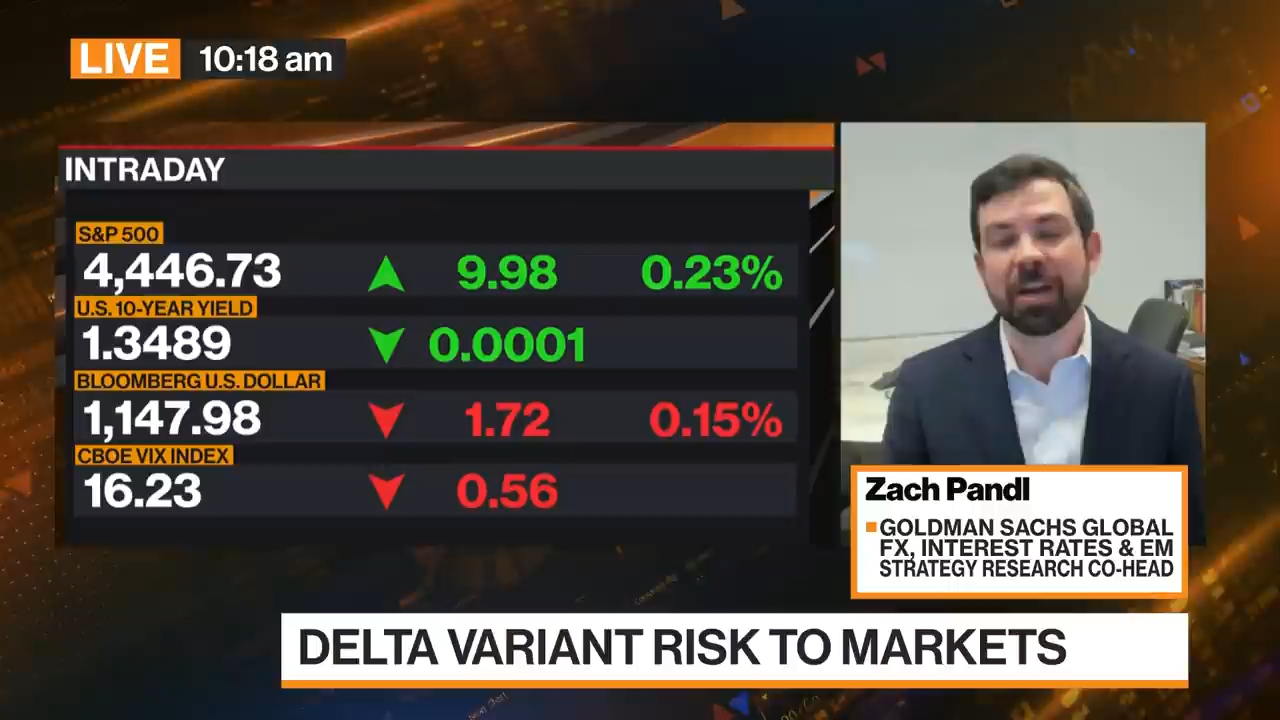 LIVE 10:18 am
INTRADAY
S&P 500
4,446.73 ▲ 9.98 0.23%
U.S. 10-YEAR YIELD
1.3489 ▼ 0.0001
BLOOMBERG U.S. DOLLAR
1,147.98 ▼ 1.72 0.15%
CBOE VIX INDEX
16.23 ▼ 0.56
Zach Pandl
GOLDMAN SACHS GLOBAL
FX, INTEREST RATES & EM
STRATEGY RESEARCH CO-HEAD
DELTA VARIANT RISK TO MARKETS